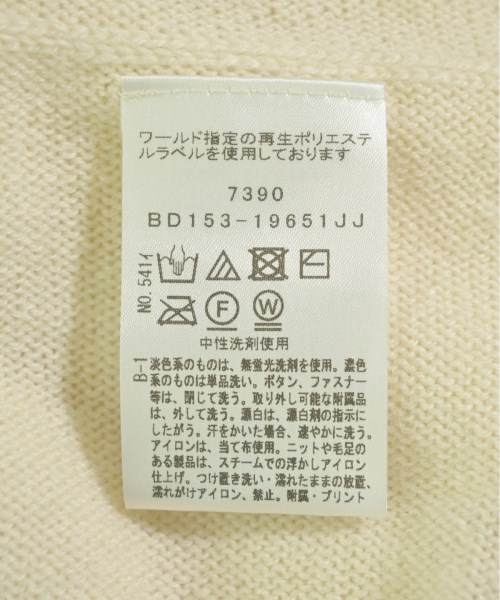 ワールド指定の再生ポリエステ
ルラベルを使用しております
7390
BD153-19651JJ
NO.541イ
F W
中性洗剤使用
B-1
淡色系のものは、無蛍光洗剤を使用。濃色
系のものは単品洗い。ボタン、ファスナー
等は、閉じて洗う。取り外し可能な附属品
は、外して洗う。漂白は、漂白剤の指示に
したがう。汗をかいた場合、速やかに洗う。
アイロンは、当て布使用。ニットや毛足の
ある製品は、スチームでの浮かしアイロン
仕上げ。つけ置き洗い・濡れたままの放置、
濡れがけアイロン、禁止。附属・プリント